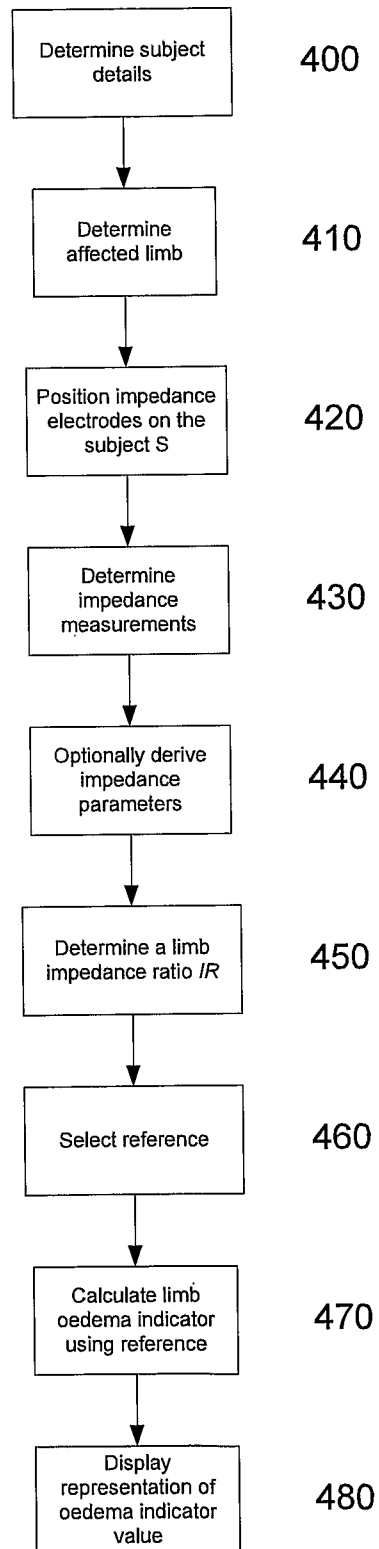 Determine subject
details
400
Determine
affected limb
410
Position impedance
electrodes on the
subject S
420
Determine
impedance
measurements
430
Optionally derive
impedance
parameters
440
Determine a limb
impedance ratio IR
450
Select reference
460
Calculate limb
oedema indicator
using reference
470
Display
representation of
oedema indicator
value
480